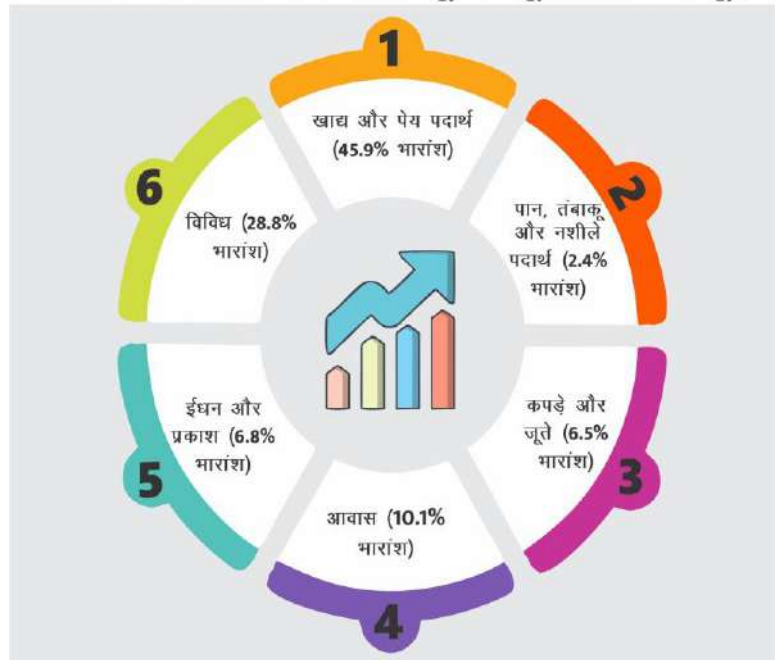 1
खाद्य और पेय पदार्थ
(45.9% भारांश)
2
पान, तंबाकू
और नशीले
पदार्थ (2.4%
भारांश)
3
कपड़े और
जूते (6.5%
भारांश)
4
आवास (10.1%
भारांश)
5
ईधन और
प्रकाश (6.8%
भारांश)
6
विविध (28.8%
भारांश)